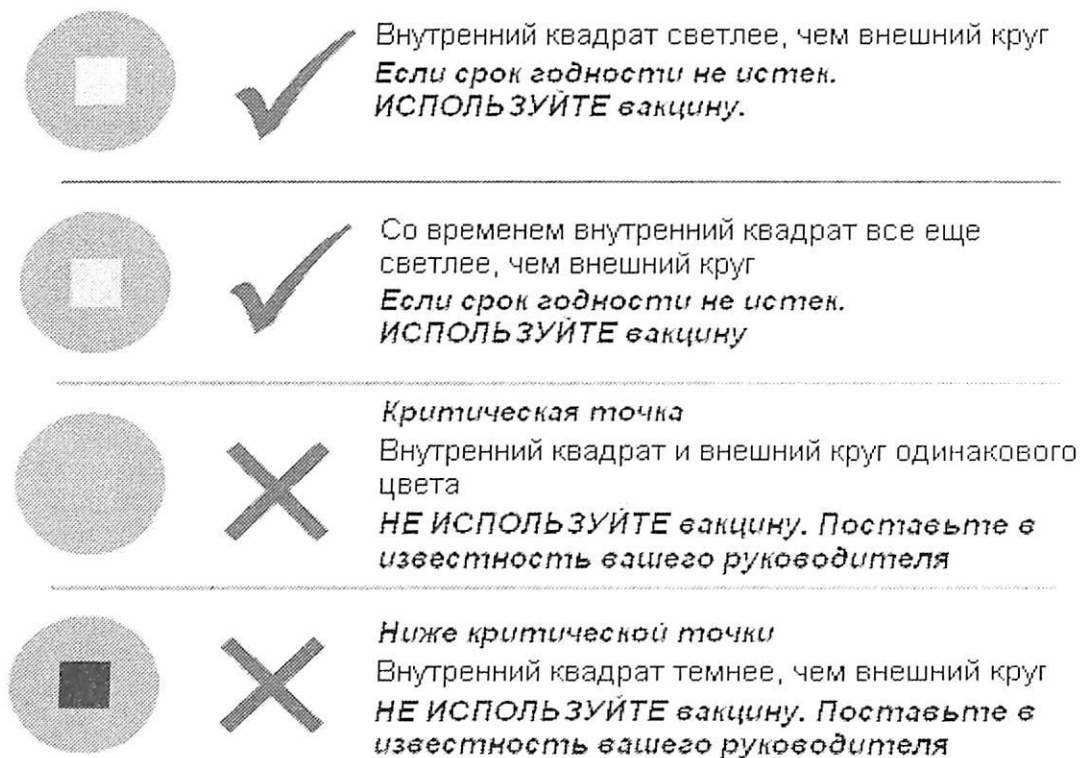 Внутренний квадрат светлее, чем внешний круг
Если срок годности не истек.
ИСПОЛЬЗУЙТЕ вакцину.
Со временем внутренний квадрат все еще
светлее, чем внешний круг
Если срок годности не истек.
ИСПОЛЬЗУЙТЕ вакцину
Критическая точка
Внутренний квадрат и внешний круг одинакового
цвета
НЕ ИСПОЛЬЗУЙТЕ вакцину. Поставьте в
известность вашего руководителя
Ниже критической точки
Внутренний квадрат темнее, чем внешний круг
НЕ ИСПОЛЬЗУЙТЕ вакцину. Поставьте в
известность вашего руководителя